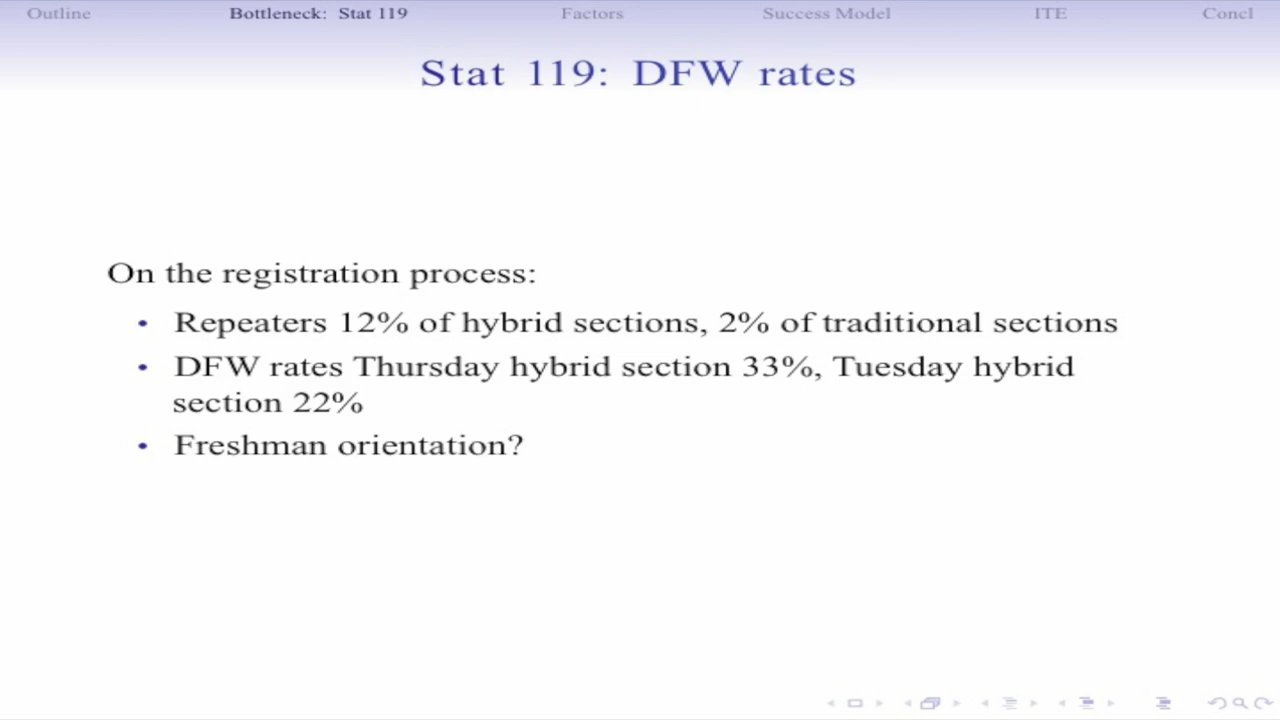 Outline Bottleneck: Stat 119 Factors Success Model ITE Concl
Stat 119: DFW rates
On the registration process:
• Repeaters 12% of hybrid sections, 2% of traditional sections
• DFW rates Thursday hybrid section 33%, Tuesday hybrid
section 22%
• Freshman orientation?